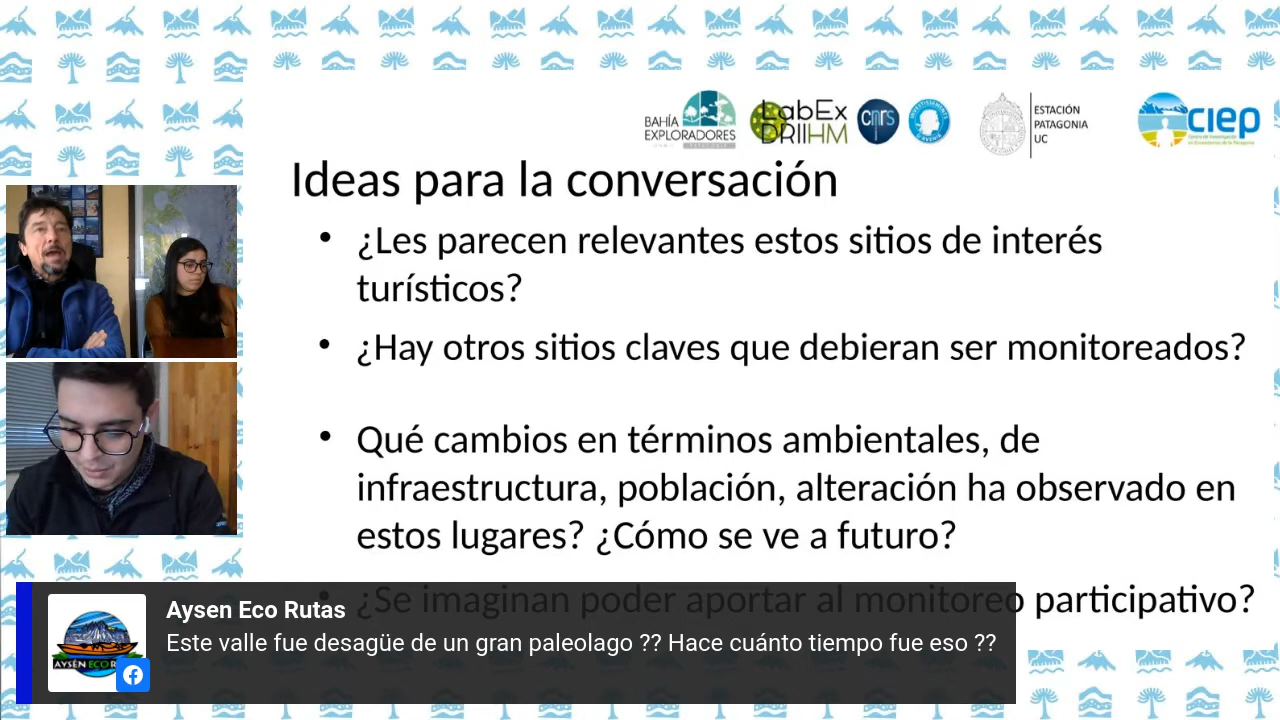 BAHÍA
EXPLORADORES
LabEx
DRIIHM
cnrs
ESTACIÓN
PATAGONIA
UC
ciep
Ideas para la conversación
• ¿Les parecen relevantes estos sitios de interés
turísticos?
• ¿Hay otros sitios claves que debieran ser monitoreados?
• Qué cambios en términos ambientales, de
infraestructura, población, alteración ha observado en
estos lugares? ¿Cómo se ve a futuro?
• ¿Se imaginan poder aportar al monitoreo participativo?
Aysen Eco Rutas
Este valle fue desagüe de un gran paleolago ?? Hace cuánto tiempo fue eso ??
AYSÉN ECO